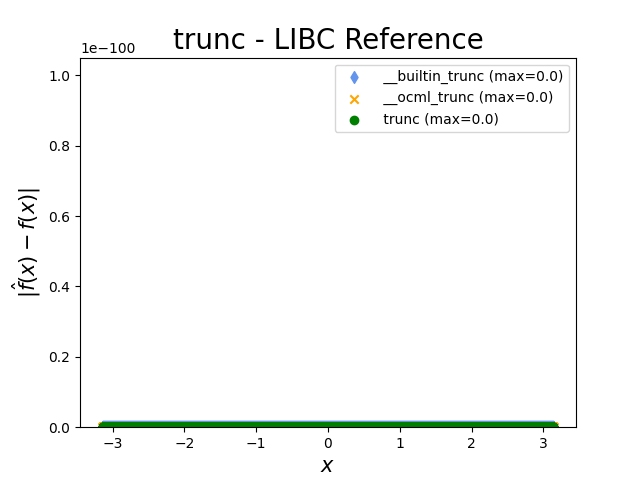 trunc - LIBC Reference
1e−100
1.0
0.8
0.6
0.4
0.2
0.0
|f̂(x) − f(x)|
__builtin_trunc (max=0.0)
__ocml_trunc (max=0.0)
trunc (max=0.0)
−3 −2 −1 0 1 2 3
x